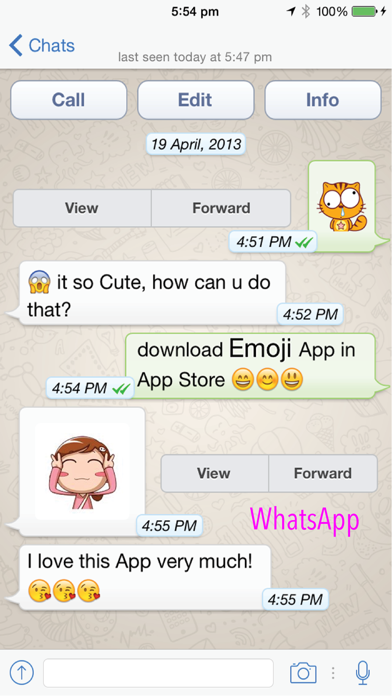 5:54 pm
100%
Chats
last seen today at 5:47 pm
Call Edit Info
19 April, 2013
View Forward
4:51 PM
😱 it so Cute, how can u do
that?
4:52 PM
download Emoji App in
App Store 😄😊😃
4:54 PM
View Forward
4:55 PM
WhatsApp
I love this App very much!
😘😘😘
4:55 PM